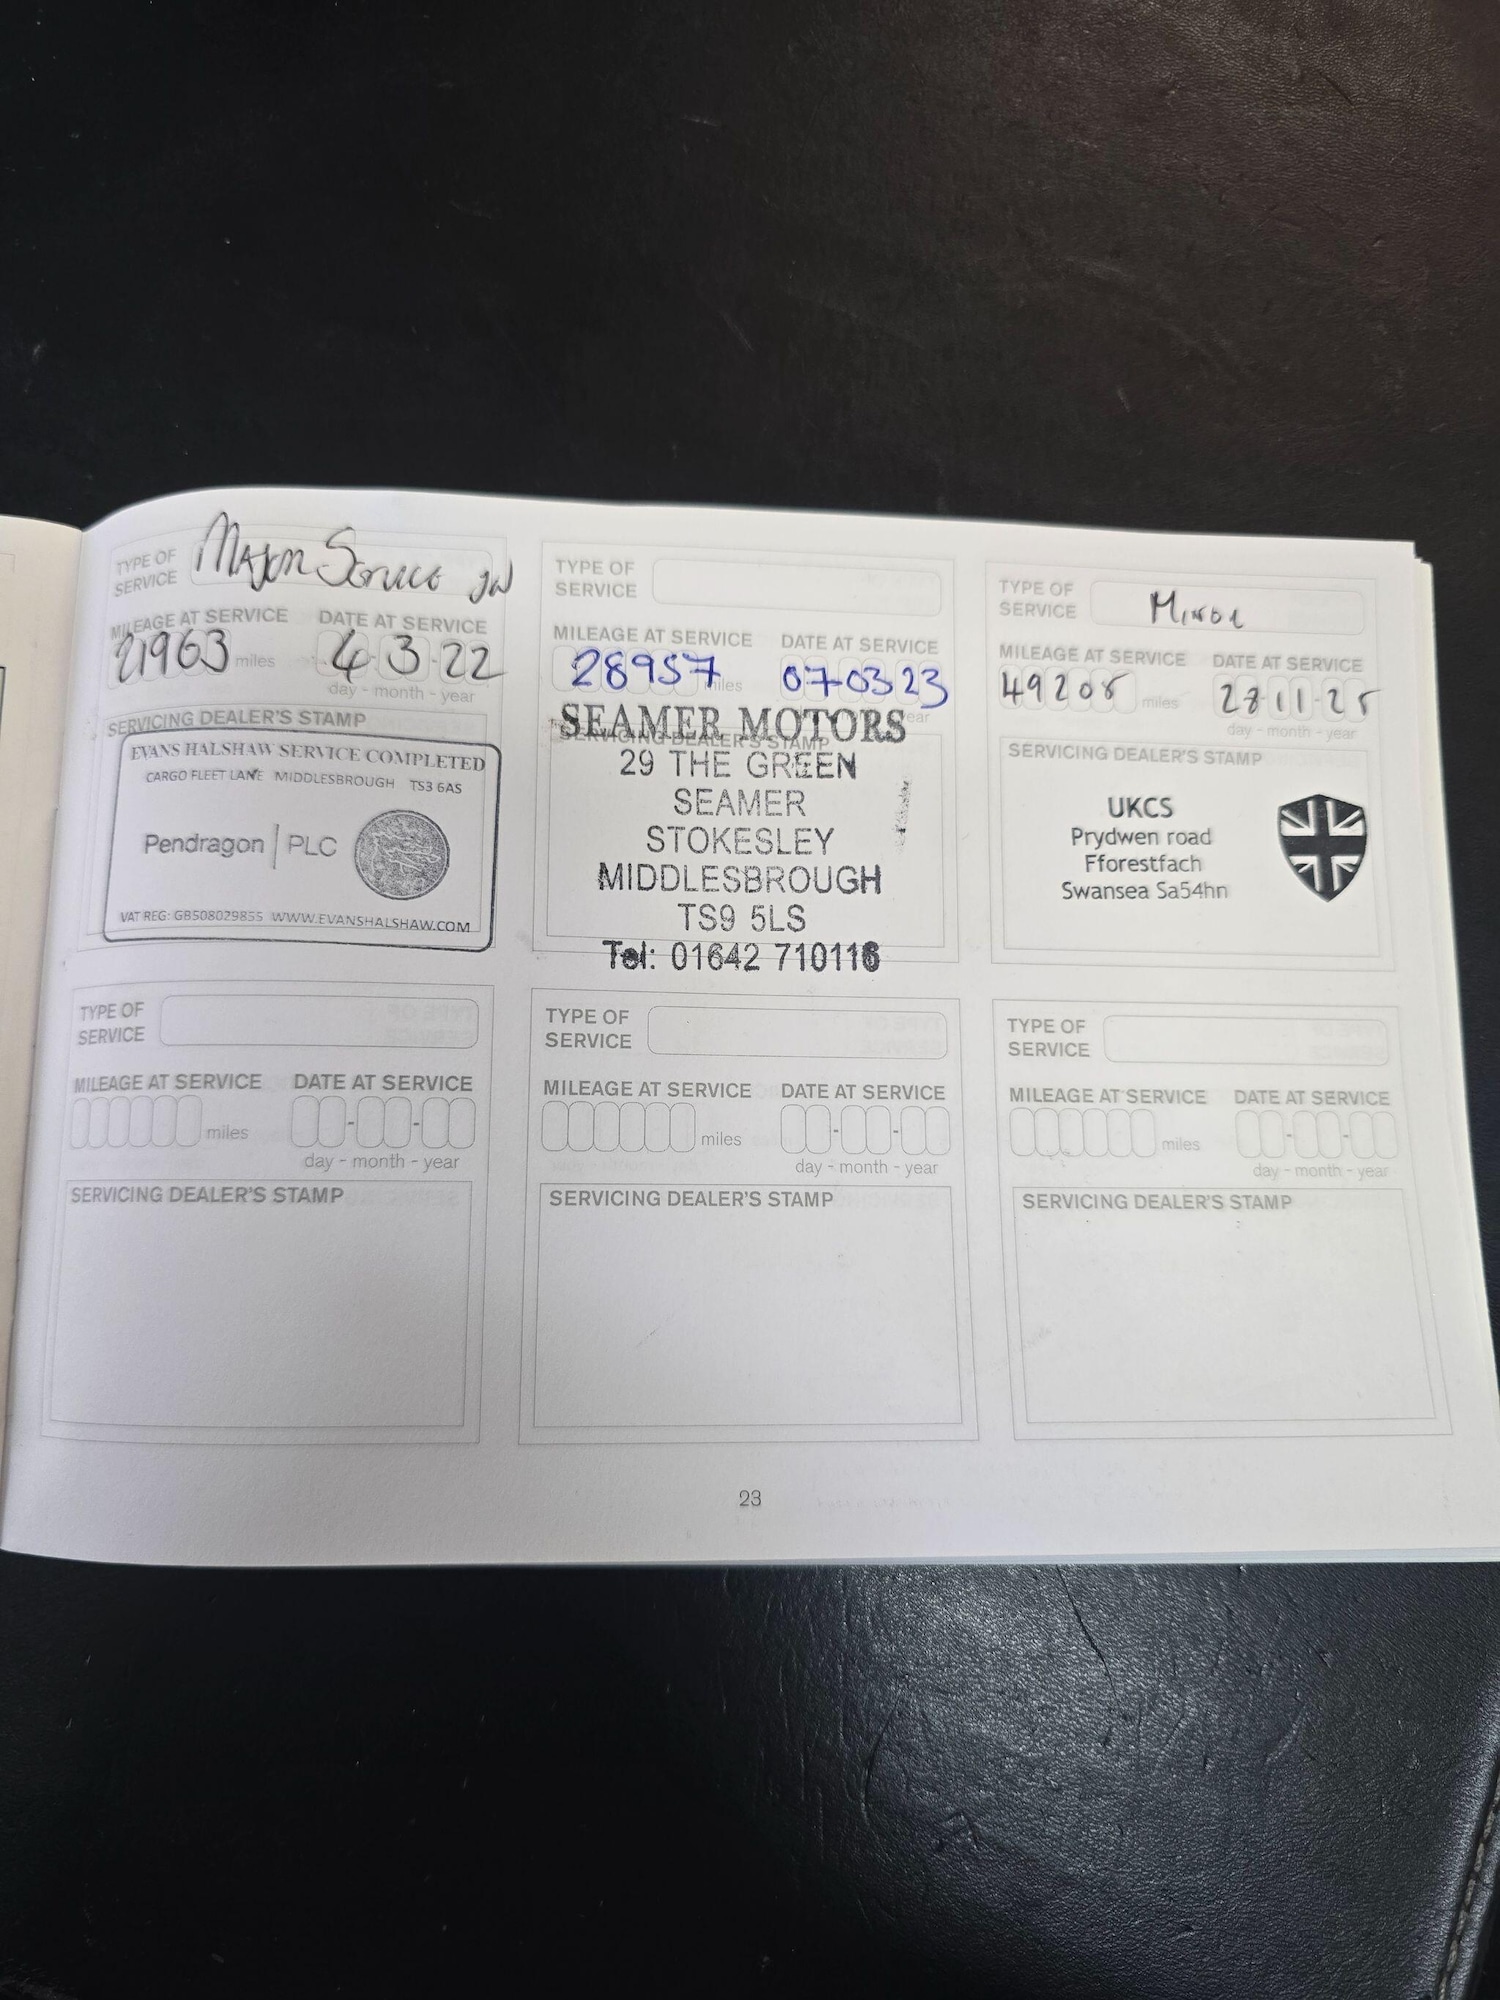 TYPE OF
SERVICE
Major Service JW
MILEAGE AT SERVICE
DATE AT SERVICE
21963 miles
4-3-22
day - month - year
SERVICING DEALER'S STAMP
EVANS HALSHAW SERVICE COMPLETED
CARGO FLEET LANE MIDDLESBROUGH TS3 6AS
Pendragon | PLC
VAT REG: GB508029855 WWW.EVANSHALSHAW.COM
TYPE OF
SERVICE
MILEAGE AT SERVICE
DATE AT SERVICE
28957 miles
07-03 23
year
SERVICING DEALER'S STAMP
SEAMER MOTORS
29 THE GREEN
SEAMER
STOKESLEY
MIDDLESBROUGH
TS9 5LS
Tel: 01642 710116
TYPE OF
SERVICE
Minor
MILEAGE AT SERVICE
DATE AT SERVICE
49205 miles
28-11-25
day - month - year
SERVICING DEALER'S STAMP
UKCS
Prydwen road
Fforestfach
Swansea Sa54hn
TYPE OF
SERVICE
MILEAGE AT SERVICE
DATE AT SERVICE
miles
day - month - year
SERVICING DEALER'S STAMP
TYPE OF
SERVICE
MILEAGE AT SERVICE
DATE AT SERVICE
miles
day - month - year
SERVICING DEALER'S STAMP
TYPE OF
SERVICE
MILEAGE AT SERVICE
DATE AT SERVICE
miles
day - month - year
SERVICING DEALER'S STAMP
23